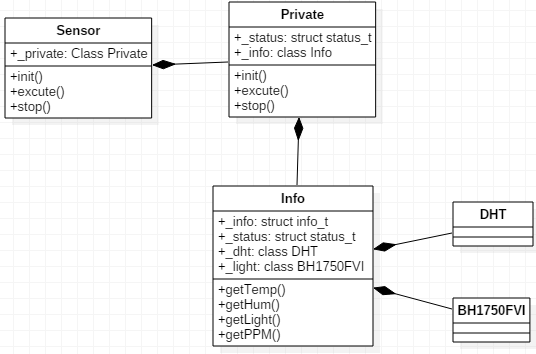 Sensor
+_private: Class Private
+init()
+excute()
+stop()
Private
+_status: struct status_t
+_info: class Info
+init()
+excute()
+stop()
Info
+_info: struct info_t
+_status: struct status_t
+_dht: class DHT
+_light: class BH1750FVI
+getTemp()
+getHum()
+getLight()
+getPPM()
DHT
BH1750FVI